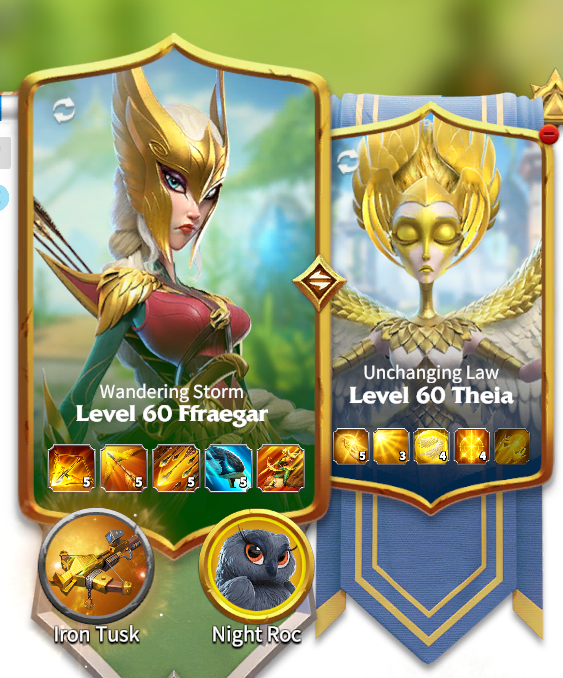 Wandering Storm
Level 60 Ffraegar
5 5 5 5
Unchanging Law
Level 60 Theia
5 3 4 4
Iron Tusk
Night Roc